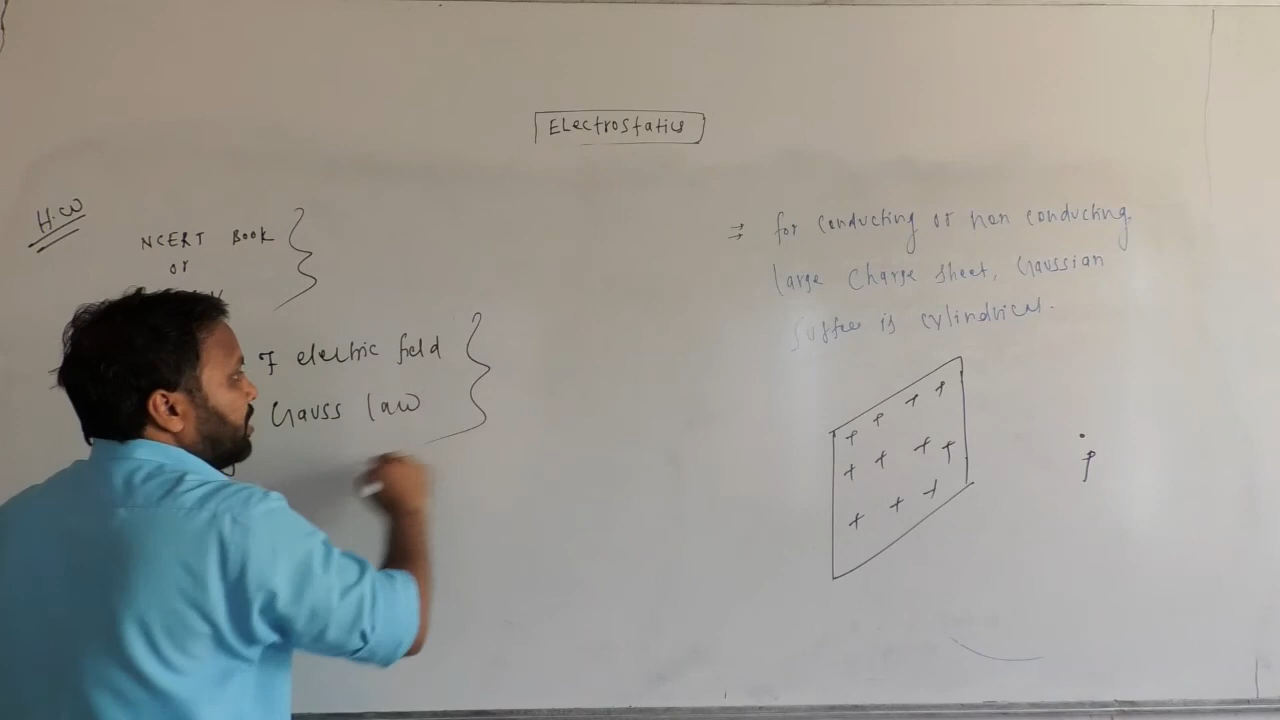 ELectrostatics
H.W
NCERT BOOK
or
of electric field
Gauss law
⇒ for conducting or non conducting
large charge sheet, Gaussian
is cylindrical.
+ + + +
+ + + +
+ + +
P